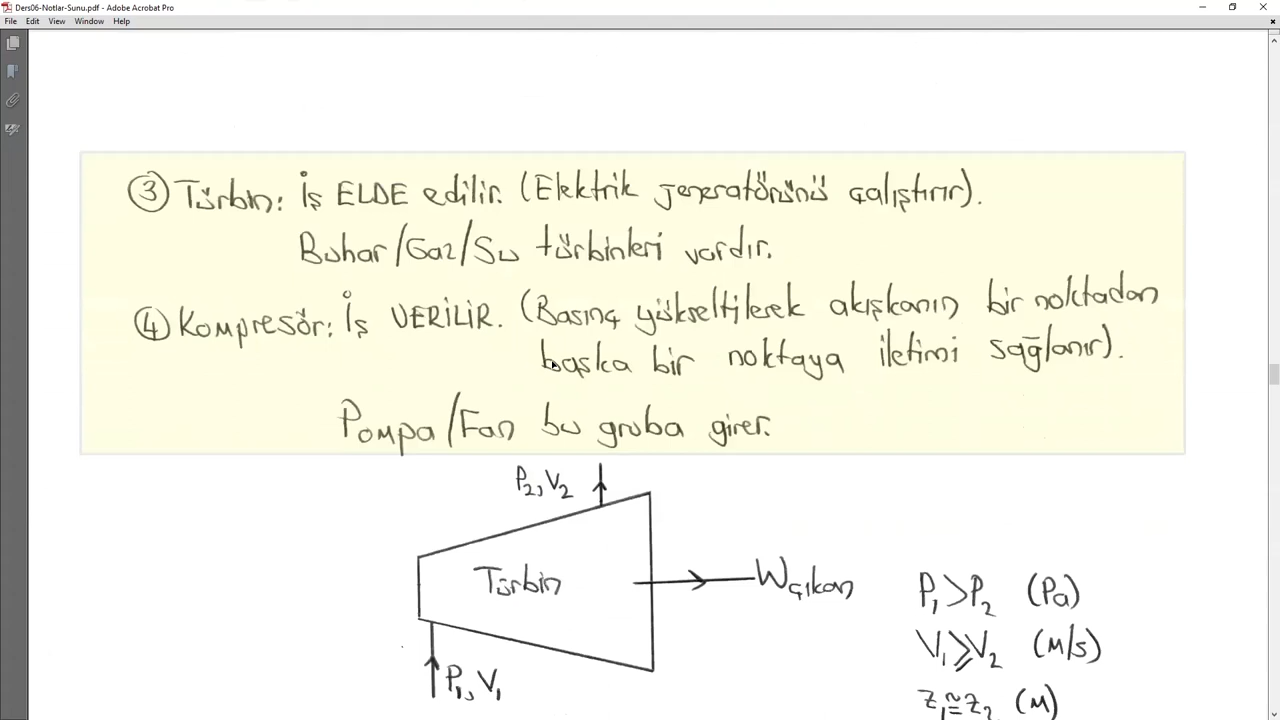 Ders06-Notlar-Sunu.pdf - Adobe Acrobat Pro
File Edit View Window Help
③ Türbin: İş ELDE edilir. (Elektrik jeneratörünü çalıştırır).
Buhar/Gaz/Su türbinleri vardır.
④ Kompresör: İş VERİLİR. (Basınç yükseltilerek akışkanın bir noktadan
başka bir noktaya iletimi sağlanır).
Pompa/Fan bu gruba girer.
P₂, V₂
Türbin
Wçıkan
P₁, V₁
P₁ > P₂ (Pa)
V₁ ⩾ V₂ (m/s)
z₁ ≅ z₂ (m)